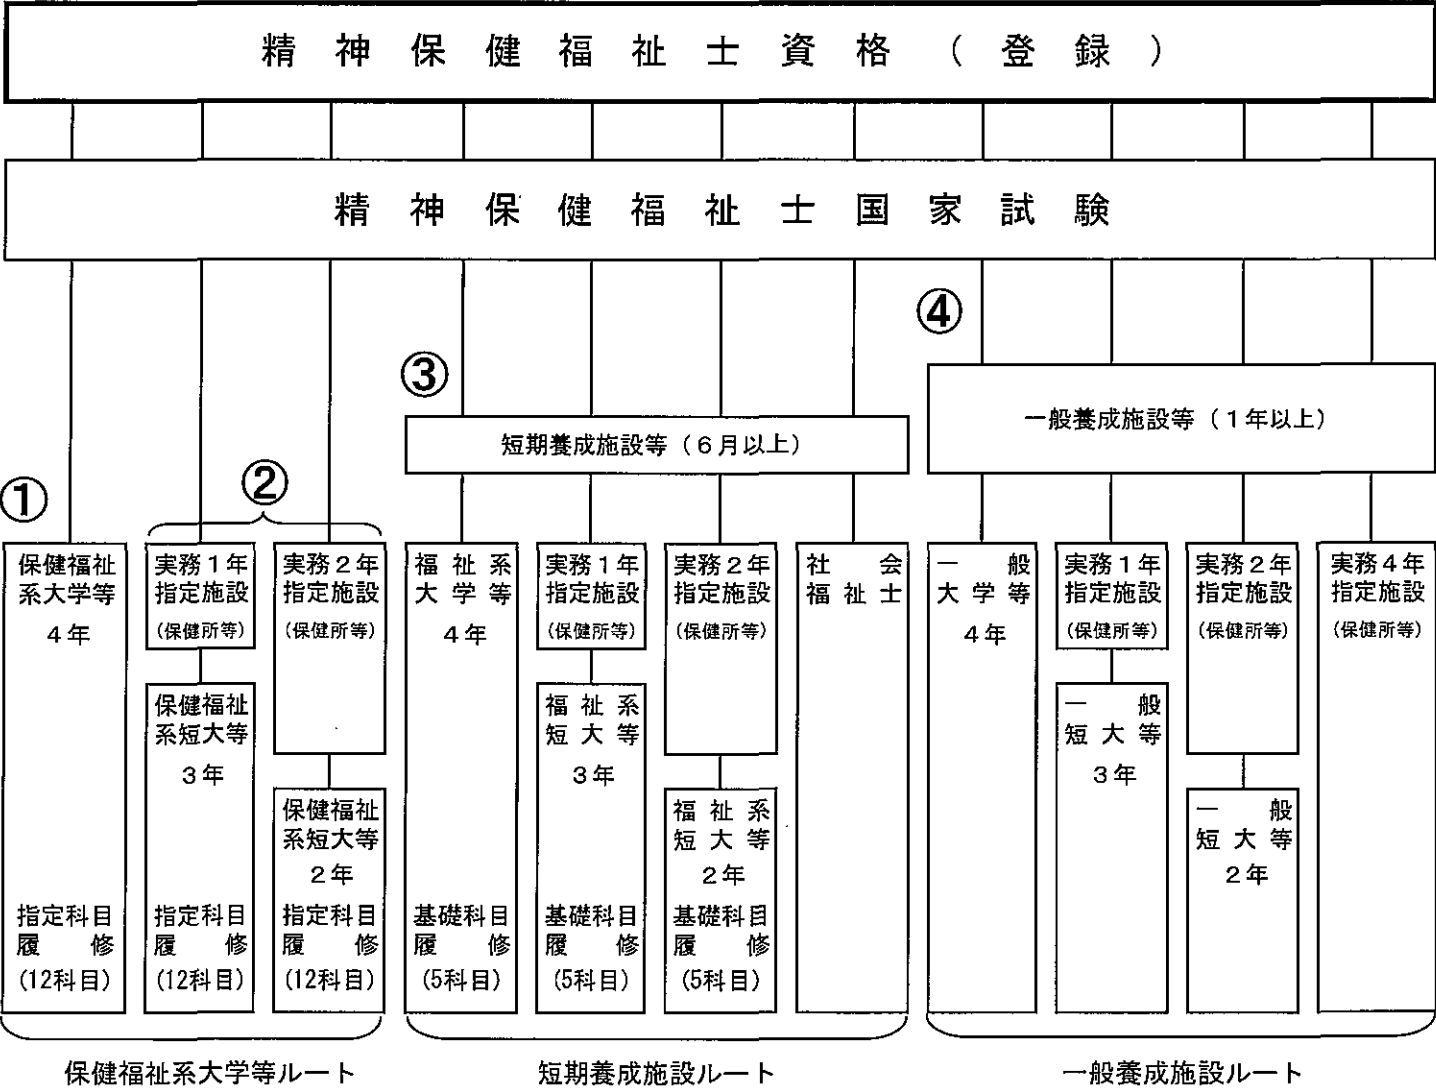 精神保健福祉士資格（登録）
精神保健福祉士国家試験
④
③
一般養成施設等（１年以上）
短期養成施設等（６月以上）
②
①
保健福祉
系大学等
４年
指定科目
履修
(12科目)
実務１年
指定施設
(保健所等)
保健福祉
系短大等
３年
指定科目
履修
(12科目)
実務２年
指定施設
(保健所等)
保健福祉
系短大等
２年
指定科目
履修
(12科目)
福祉系
大学等
４年
基礎科目
履修
(5科目)
実務１年
指定施設
(保健所等)
福祉系
短大等
３年
基礎科目
履修
(5科目)
実務２年
指定施設
(保健所等)
福祉系
短大等
２年
基礎科目
履修
(5科目)
社会
福祉士
一般
大学等
４年
実務１年
指定施設
(保健所等)
一般
短大等
３年
実務２年
指定施設
(保健所等)
一般
短大等
２年
実務４年
指定施設
(保健所等)
保健福祉系大学等ルート
短期養成施設ルート
一般養成施設ルート